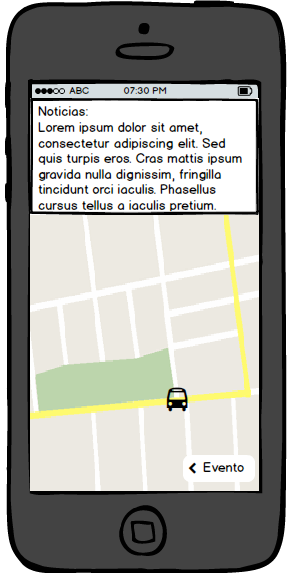 ABC 07:30 PM
Noticias:
Lorem ipsum dolor sit amet,
consectetur adipiscing elit. Sed
quis turpis eros. Cras mattis ipsum
gravida nulla dignissim, fringilla
tincidunt orci iaculis. Phasellus
cursus tellus a iaculis pretium.
Evento